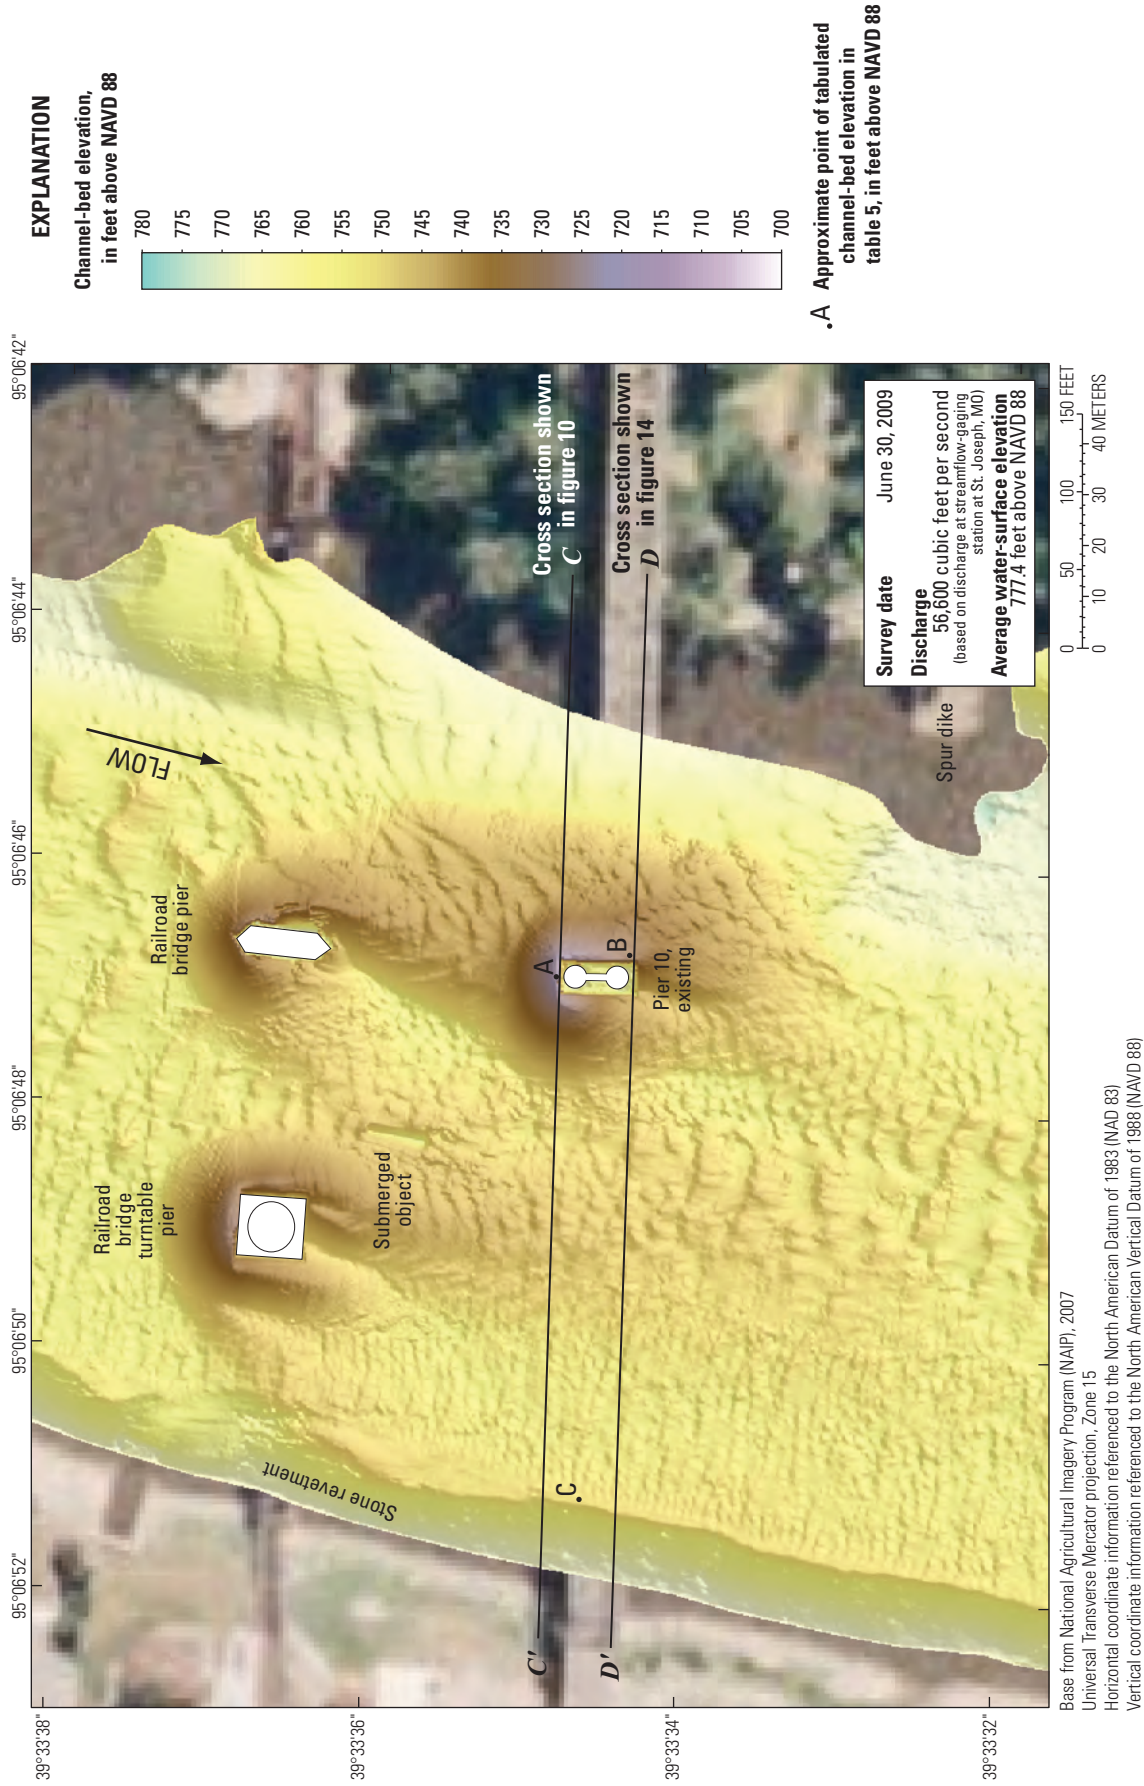 EXPLANATION
Channel-bed elevation,
in feet above NAVD 88
780
775
770
765
760
755
750
745
740
735
730
725
720
715
710
705
700
.A Approximate point of tabulated
channel-bed elevation in
table 5, in feet above NAVD 88
95°06'52"
95°06'50"
95°06'48"
95°06'46"
95°06'44"
95°06'42"
39°33'38"
39°33'36"
39°33'34"
39°33'32"
FLOW
Railroad
bridge pier
Railroad
bridge
turntable
pier
Submerged
object
Stone revetment
Cross section shown
C in figure 10
Cross section shown
D in figure 14
A
B
Pier 10,
existing
C
C'
D'
Spur dike
Survey date June 30, 2009
Discharge
56,600 cubic feet per second
(based on discharge at streamflow-gaging
station at St. Joseph, MO)
Average water-surface elevation
777.4 feet above NAVD 88
0 50 100 150 FEET
0 10 20 30 40 METERS
Base from National Agricultural Imagery Program (NAIP), 2007
Universal Transverse Mercator projection, Zone 15
Horizontal coordinate information referenced to the North American Datum of 1983 (NAD 83)
Vertical coordinate information referenced to the North American Vertical Datum of 1988 (NAVD 88)